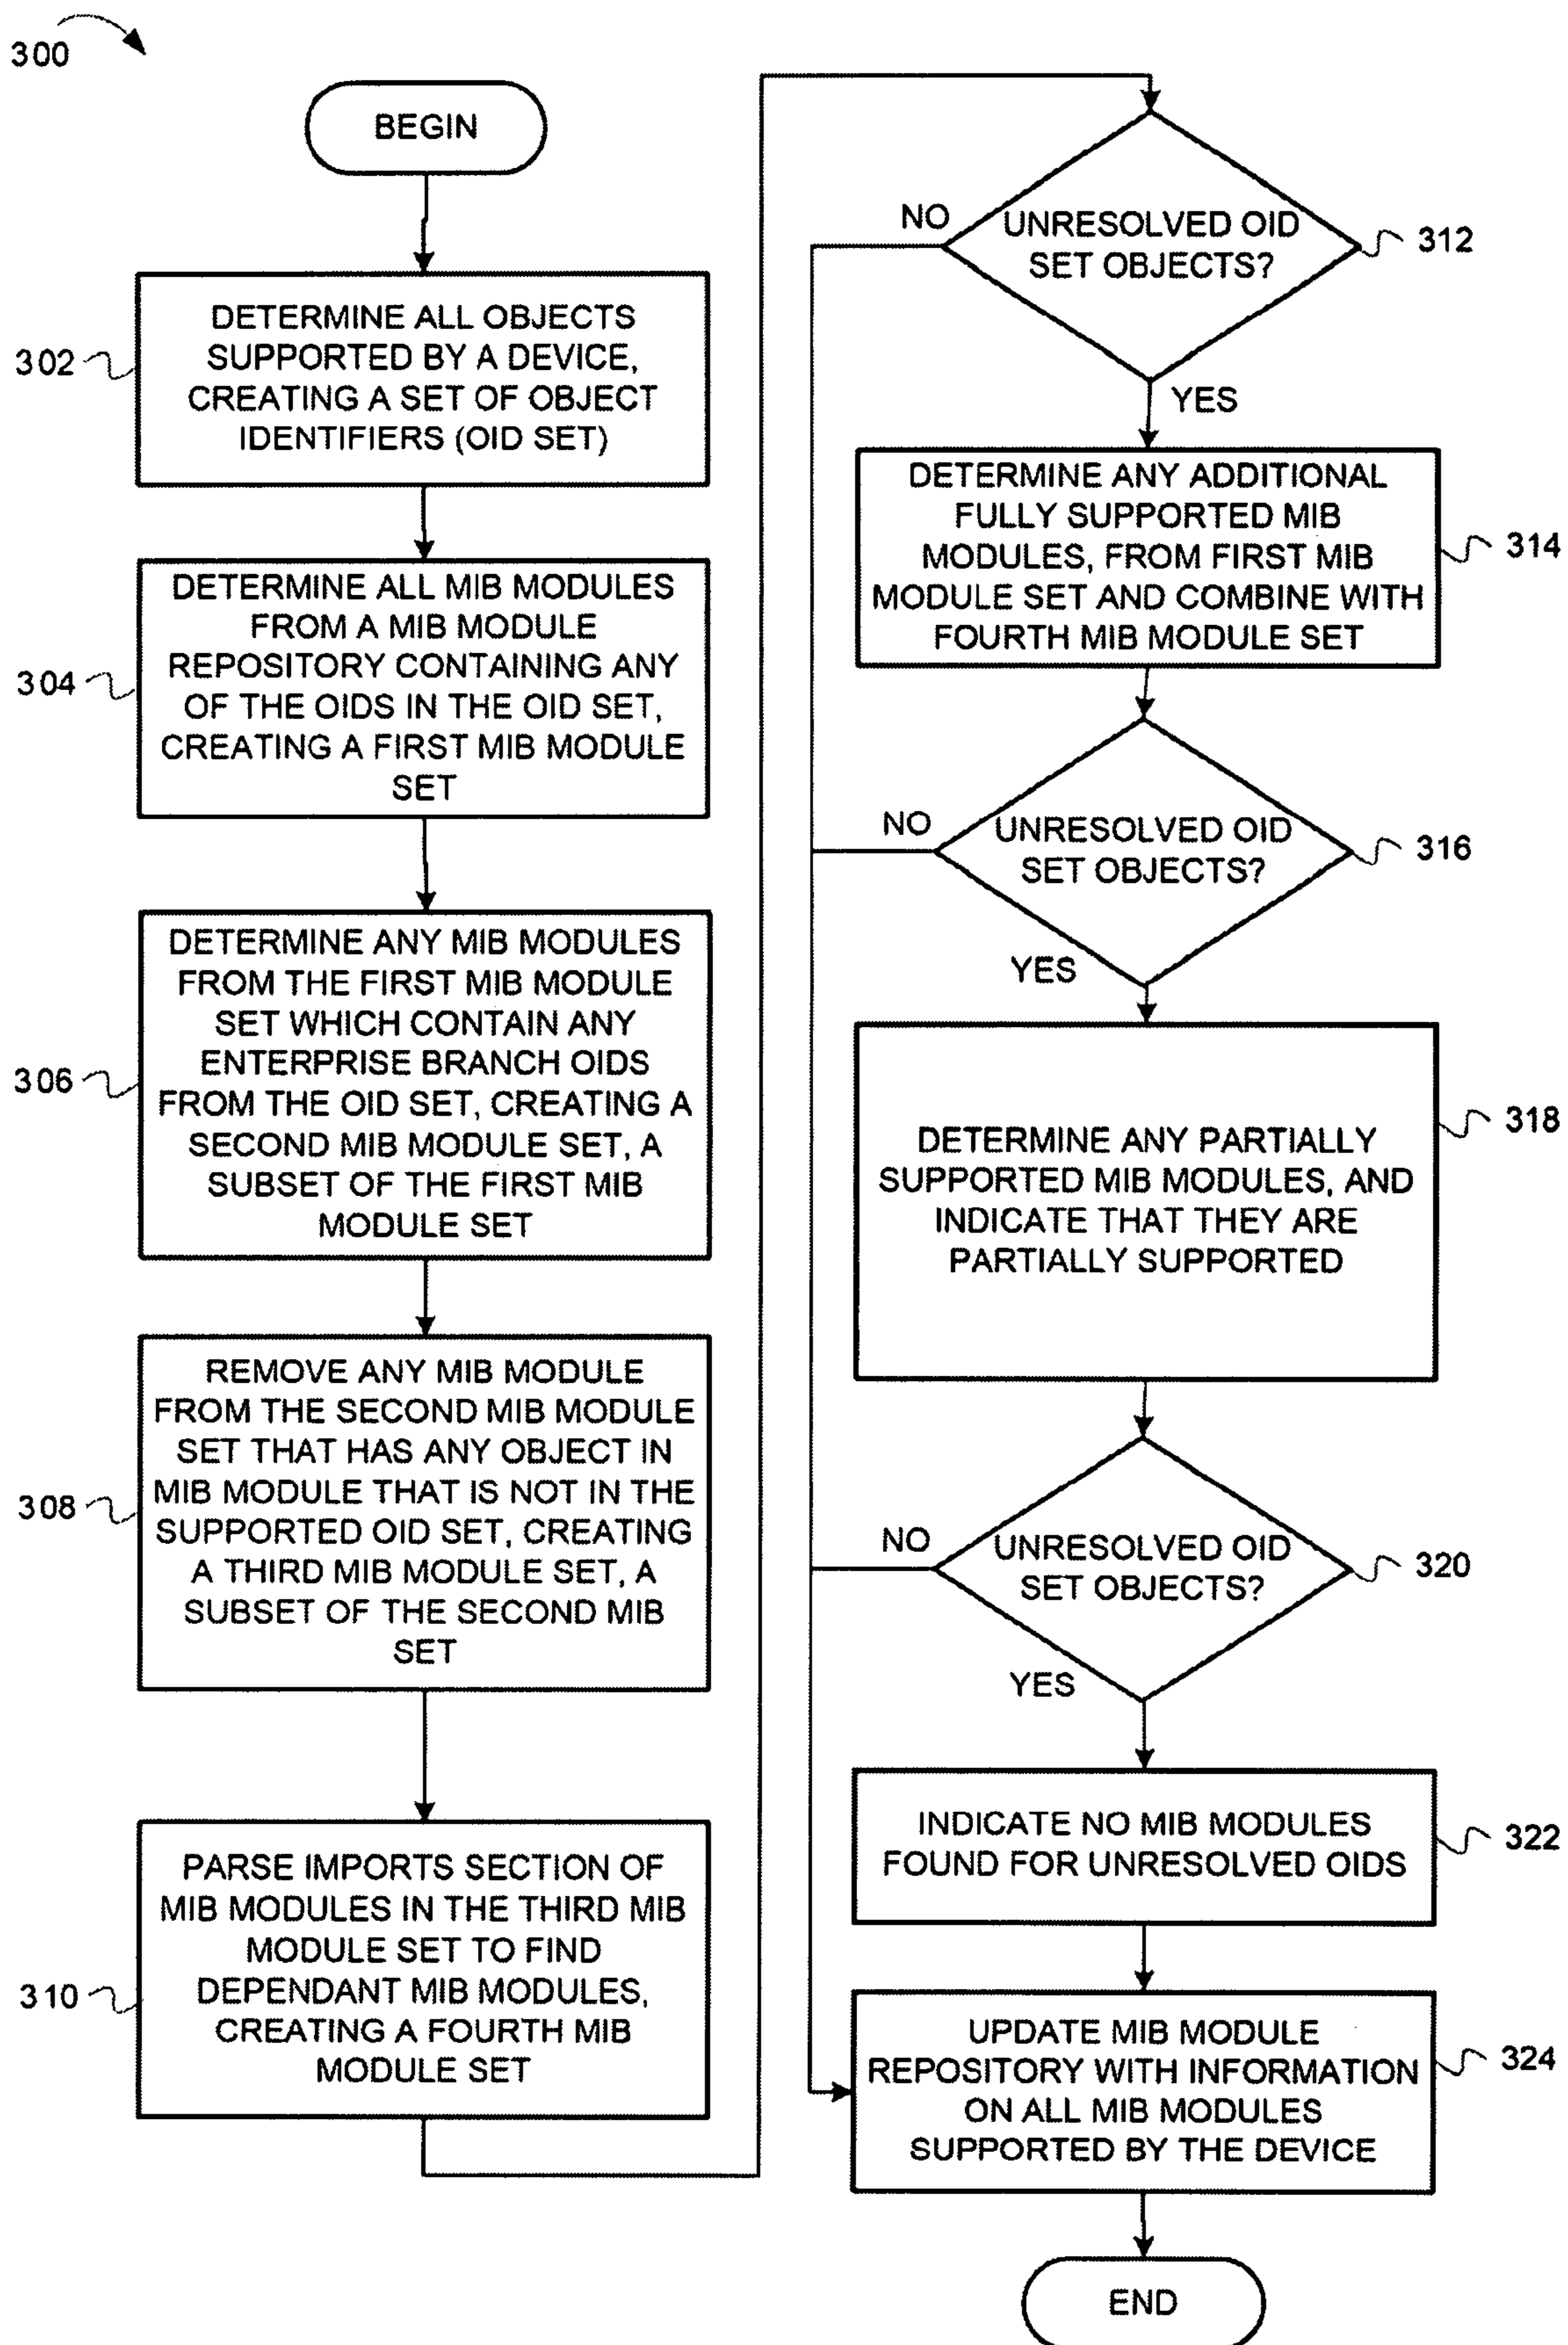 300
BEGIN
302
DETERMINE ALL OBJECTS
SUPPORTED BY A DEVICE,
CREATING A SET OF OBJECT
IDENTIFIERS (OID SET)
304
DETERMINE ALL MIB MODULES
FROM A MIB MODULE
REPOSITORY CONTAINING ANY
OF THE OIDS IN THE OID SET,
CREATING A FIRST MIB MODULE
SET
306
DETERMINE ANY MIB MODULES
FROM THE FIRST MIB MODULE
SET WHICH CONTAIN ANY
ENTERPRISE BRANCH OIDS
FROM THE OID SET, CREATING A
SECOND MIB MODULE SET, A
SUBSET OF THE FIRST MIB
MODULE SET
308
REMOVE ANY MIB MODULE
FROM THE SECOND MIB MODULE
SET THAT HAS ANY OBJECT IN
MIB MODULE THAT IS NOT IN THE
SUPPORTED OID SET, CREATING
A THIRD MIB MODULE SET, A
SUBSET OF THE SECOND MIB
SET
310
PARSE IMPORTS SECTION OF
MIB MODULES IN THE THIRD MIB
MODULE SET TO FIND
DEPENDANT MIB MODULES,
CREATING A FOURTH MIB
MODULE SET
NO
UNRESOLVED OID
SET OBJECTS?
312
YES
DETERMINE ANY ADDITIONAL
FULLY SUPPORTED MIB
MODULES, FROM FIRST MIB
MODULE SET AND COMBINE WITH
FOURTH MIB MODULE SET
314
NO
UNRESOLVED OID
SET OBJECTS?
316
YES
DETERMINE ANY PARTIALLY
SUPPORTED MIB MODULES, AND
INDICATE THAT THEY ARE
PARTIALLY SUPPORTED
318
NO
UNRESOLVED OID
SET OBJECTS?
320
YES
INDICATE NO MIB MODULES
FOUND FOR UNRESOLVED OIDS
322
UPDATE MIB MODULE
REPOSITORY WITH INFORMATION
ON ALL MIB MODULES
SUPPORTED BY THE DEVICE
324
END